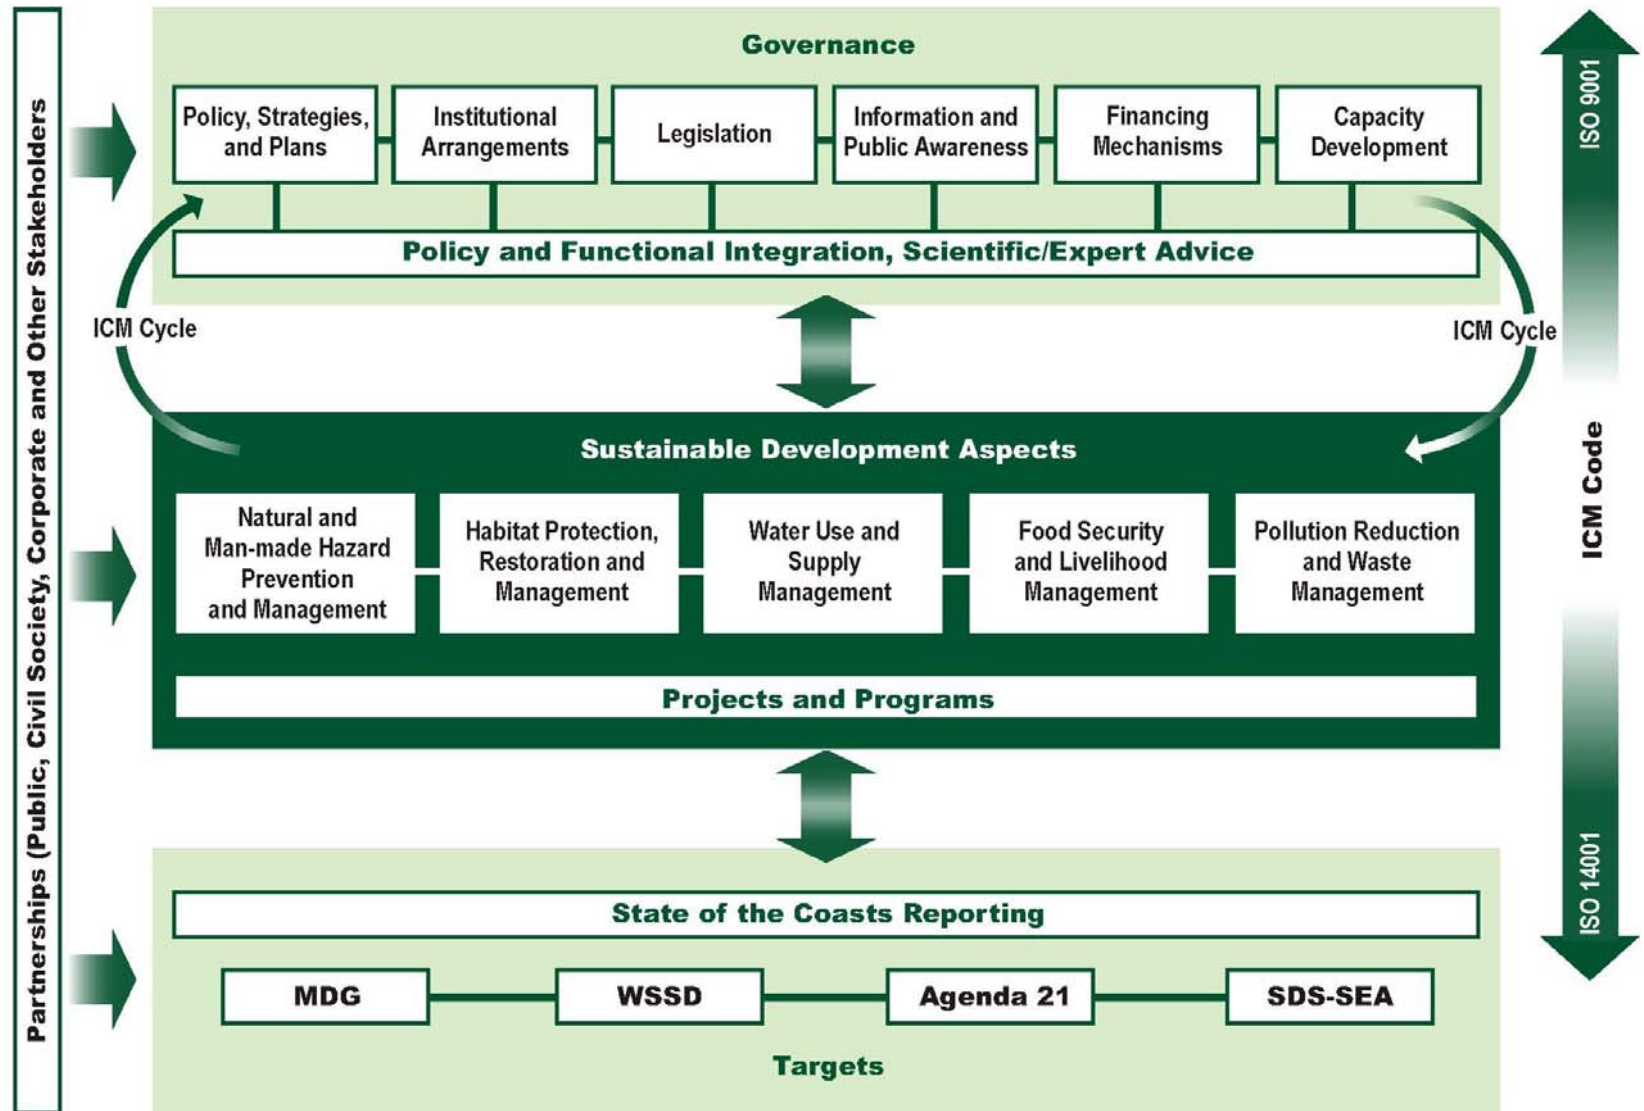 Partnerships (Public, Civil Society, Corporate and Other Stakeholders
Governance
Policy, Strategies,
and Plans
Institutional
Arrangements
Legislation
Information and
Public Awareness
Financing
Mechanisms
Capacity
Development
Policy and Functional Integration, Scientific/Expert Advice
ICM Cycle
ICM Cycle
Sustainable Development Aspects
Natural and
Man-made Hazard
Prevention
and Management
Habitat Protection,
Restoration and
Management
Water Use and
Supply
Management
Food Security
and Livelihood
Management
Pollution Reduction
and Waste
Management
Projects and Programs
State of the Coasts Reporting
MDG
WSSD
Agenda 21
SDS-SEA
Targets
ISO 9001
ICM Code
ISO 14001